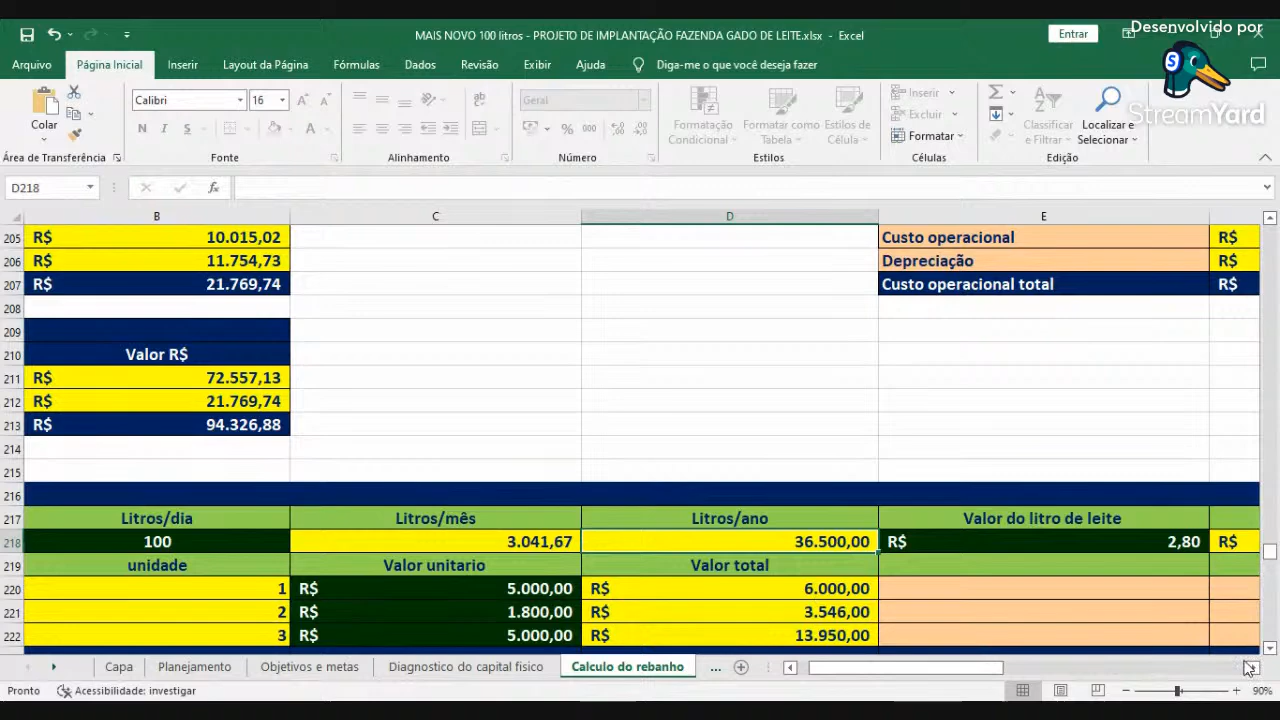 MAIS NOVO 100 litros - PROJETO DE IMPLANTAÇÃO FAZENDA GADO DE LEITE.xlsx - Excel
Entrar
Desenvolvido por
S
StreamYard
Arquivo Página Inicial Inserir Layout da Página Fórmulas Dados Revisão Exibir Ajuda Diga-me o que você deseja fazer
Colar
Calibri 16
N I S
Geral
% 000
Formatação Condicional
Formatar como Tabela
Estilos de Célula
Inserir
Excluir
Formatar
Classificar e Filtrar
Localizar e Selecionar
Área de Transferência Fonte Alinhamento Número Estilos Células Edição
D218 fx
B C D E
205 R$ 10.015,02 Custo operacional R$
206 R$ 11.754,73 Depreciação R$
207 R$ 21.769,74 Custo operacional total R$
208
209
210 Valor R$
211 R$ 72.557,13
212 R$ 21.769,74
213 R$ 94.326,88
214
215
216
217 Litros/dia Litros/mês Litros/ano Valor do litro de leite
218 100 3.041,67 36.500,00 R$ 2,80 R$
219 unidade Valor unitario Valor total
220 1 R$ 5.000,00 R$ 6.000,00
221 2 R$ 1.800,00 R$ 3.546,00
222 3 R$ 5.000,00 R$ 13.950,00
Capa Planejamento Objetivos e metas Diagnostico do capital fisico Calculo do rebanho ...
Pronto Acessibilidade: investigar 90%